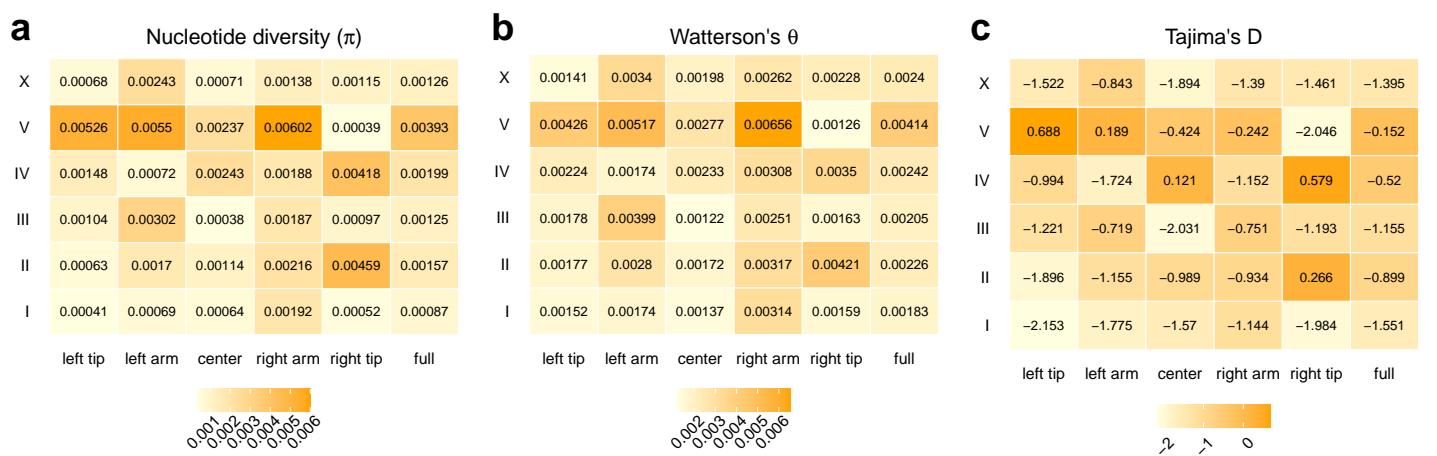 a
Nucleotide diversity (π)
X 0.00068 0.00243 0.00071 0.00138 0.00115 0.00126
V 0.00526 0.0055 0.00237 0.00602 0.00039 0.00393
IV 0.00148 0.00072 0.00243 0.00188 0.00418 0.00199
III 0.00104 0.00302 0.00038 0.00187 0.00097 0.00125
II 0.00063 0.0017 0.00114 0.00216 0.00459 0.00157
I 0.00041 0.00069 0.00064 0.00192 0.00052 0.00087
left tip left arm center right arm right tip full
0.001 0.002 0.003 0.004 0.005 0.006
b
Watterson's θ
X 0.00141 0.0034 0.00198 0.00262 0.00228 0.0024
V 0.00426 0.00517 0.00277 0.00656 0.00126 0.00414
IV 0.00224 0.00174 0.00233 0.00308 0.0035 0.00242
III 0.00178 0.00399 0.00122 0.00251 0.00163 0.00205
II 0.00177 0.0028 0.00172 0.00317 0.00421 0.00226
I 0.00152 0.00174 0.00137 0.00314 0.00159 0.00183
left tip left arm center right arm right tip full
0.002 0.003 0.004 0.005 0.006
c
Tajima's D
X −1.522 −0.843 −1.894 −1.39 −1.461 −1.395
V 0.688 0.189 −0.424 −0.242 −2.046 −0.152
IV −0.994 −1.724 0.121 −1.152 0.579 −0.52
III −1.221 −0.719 −2.031 −0.751 −1.193 −1.155
II −1.896 −1.155 −0.989 −0.934 0.266 −0.899
I −2.153 −1.775 −1.57 −1.144 −1.984 −1.551
left tip left arm center right arm right tip full
−2 −1 0